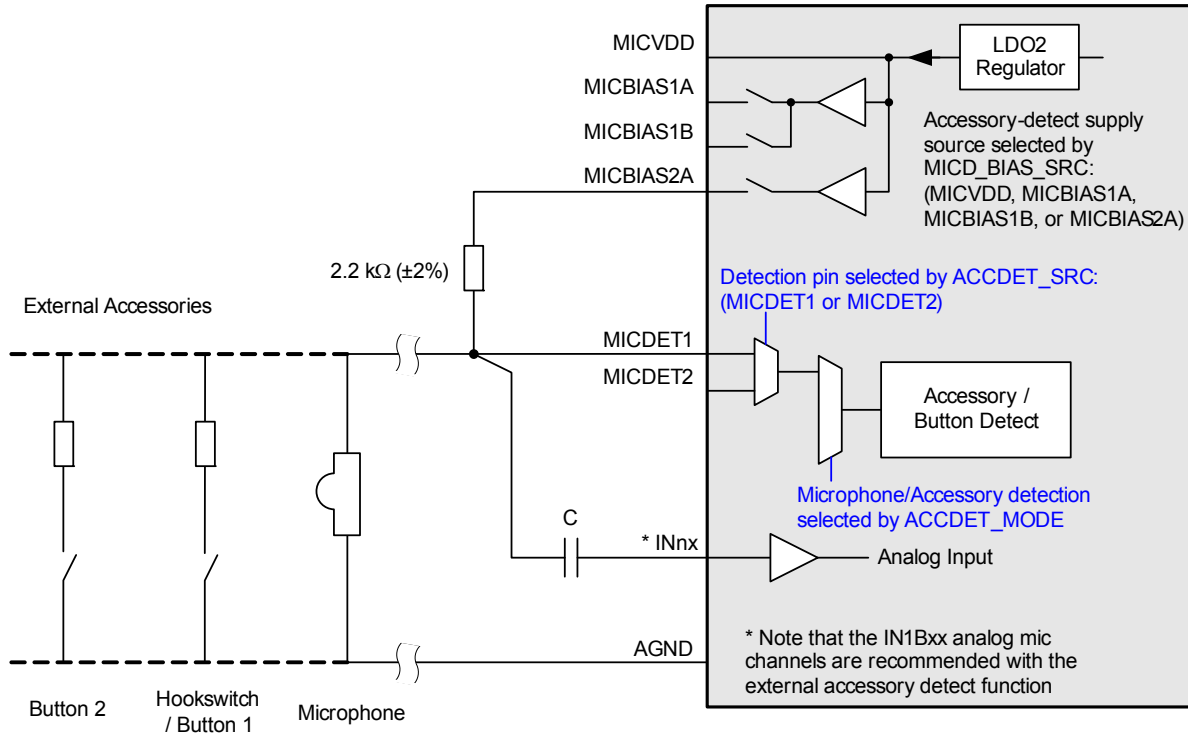 MICVDD
LDO2
Regulator
MICBIAS1A
MICBIAS1B
MICBIAS2A
Accessory-detect supply
source selected by
MICD_BIAS_SRC:
(MICVDD, MICBIAS1A,
MICBIAS1B, or MICBIAS2A)
2.2 kΩ (±2%)
Detection pin selected by ACCDET_SRC:
(MICDET1 or MICDET2)
External Accessories
MICDET1
MICDET2
Accessory /
Button Detect
Microphone/Accessory detection
selected by ACCDET_MODE
C
* INnx
Analog Input
AGND
* Note that the IN1Bxx analog mic
channels are recommended with the
external accessory detect function
Button 2
Hookswitch
/ Button 1
Microphone